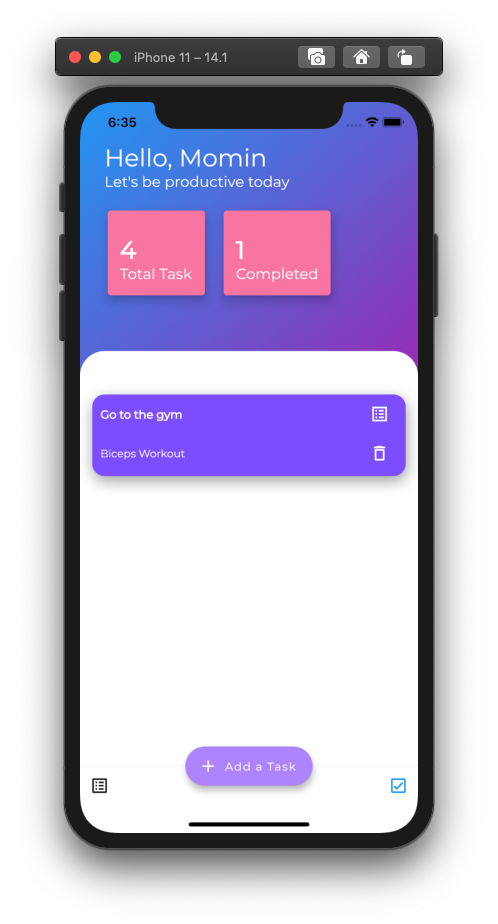 iPhone 11 – 14.1
6:35
Hello, Momin
Let's be productive today
4
Total Task
1
Completed
Go to the gym
Biceps Workout
Add a Task